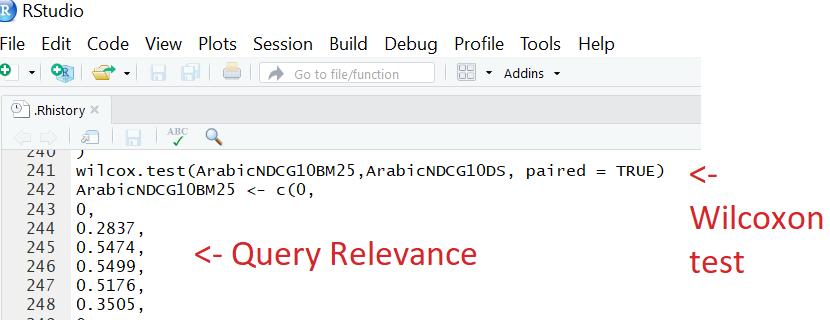 RStudio
File Edit Code View Plots Session Build Debug Profile Tools Help
Go to file/function Addins
.Rhistory
ABC
240 )
241 wilcox.test(ArabicNDCG10BM25,ArabicNDCG10DS, paired = TRUE)
242 ArabicNDCG10BM25 <- c(0,
243 0,
244 0.2837,
245 0.5474,
246 0.5499,
247 0.5176,
248 0.3505,
<- Query Relevance
<-
Wilcoxon
test